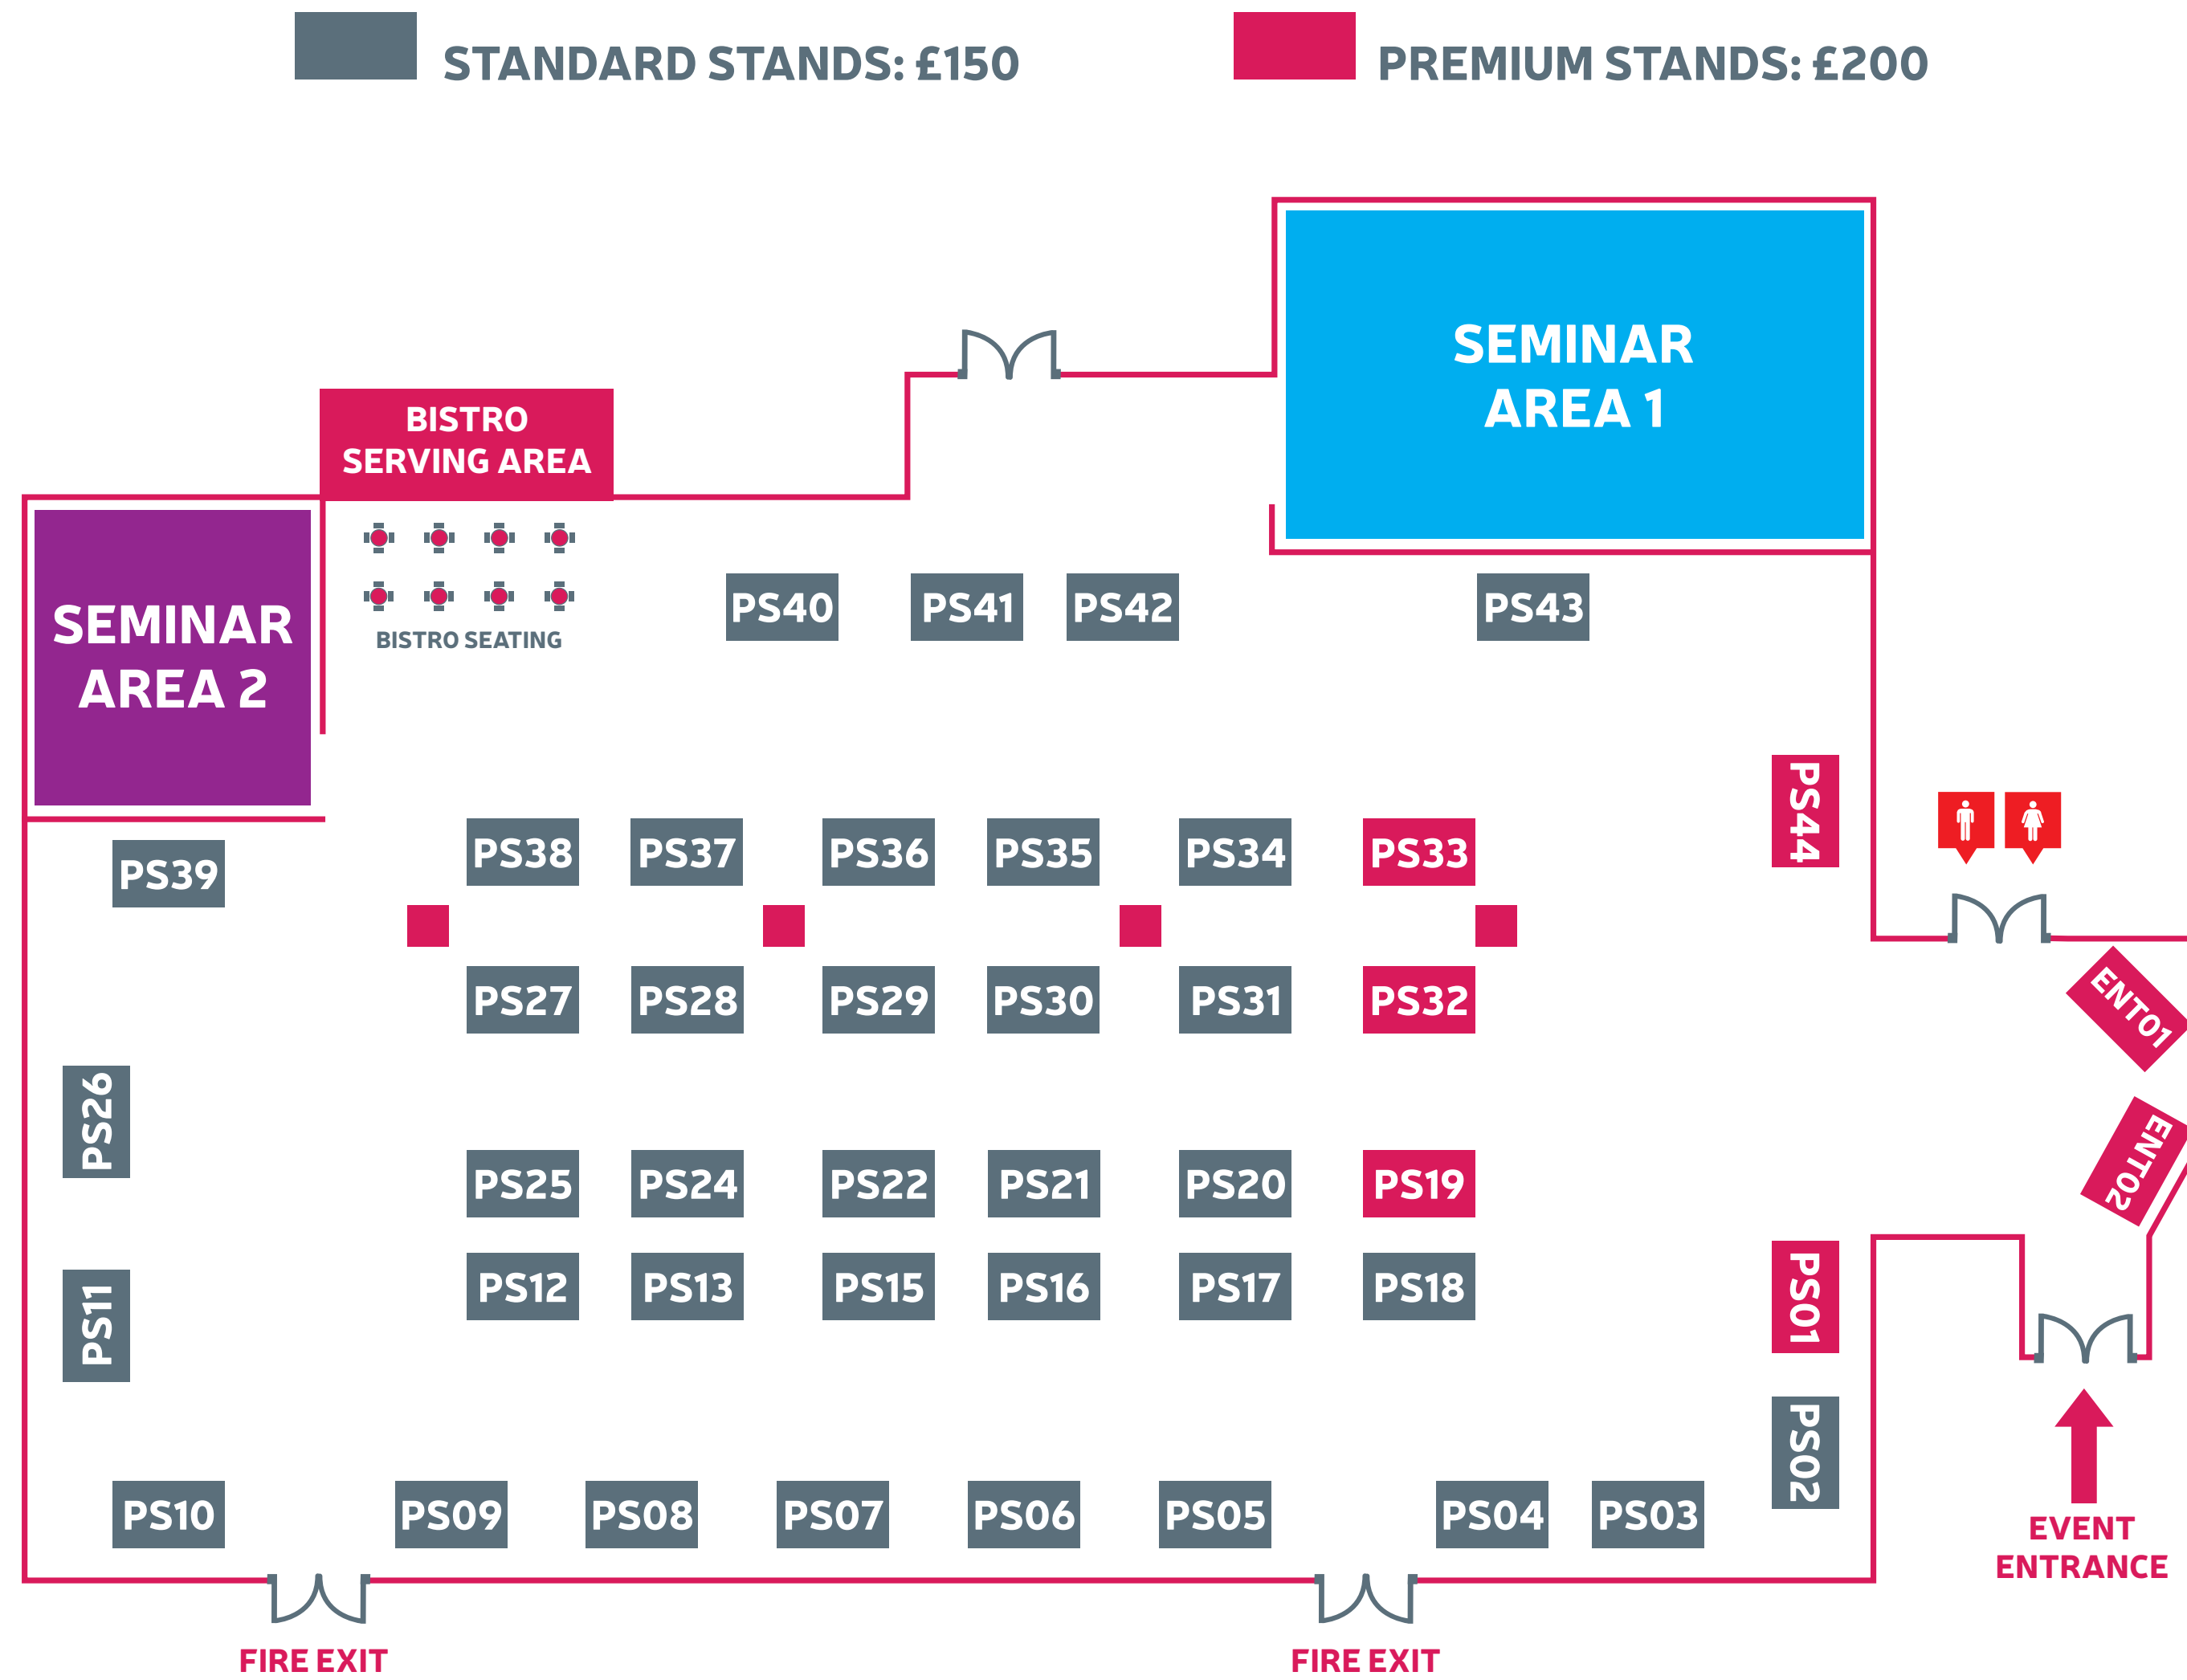 STANDARD STANDS: £150
PREMIUM STANDS: £200
SEMINAR
AREA 1
BISTRO
SERVING AREA
SEMINAR
AREA 2
BISTRO SEATING
PS40
PS41
PS42
PS43
PS44
PS38
PS37
PS36
PS35
PS34
PS33
PS39
PS27
PS28
PS29
PS30
PS31
PS32
ENT01
PS26
ENT02
PS25
PS24
PS22
PS21
PS20
PS19
PS12
PS13
PS15
PS16
PS17
PS18
PS01
PS11
PS02
PS10
PS09
PS08
PS07
PS06
PS05
PS04
PS03
EVENT
ENTRANCE
FIRE EXIT
FIRE EXIT